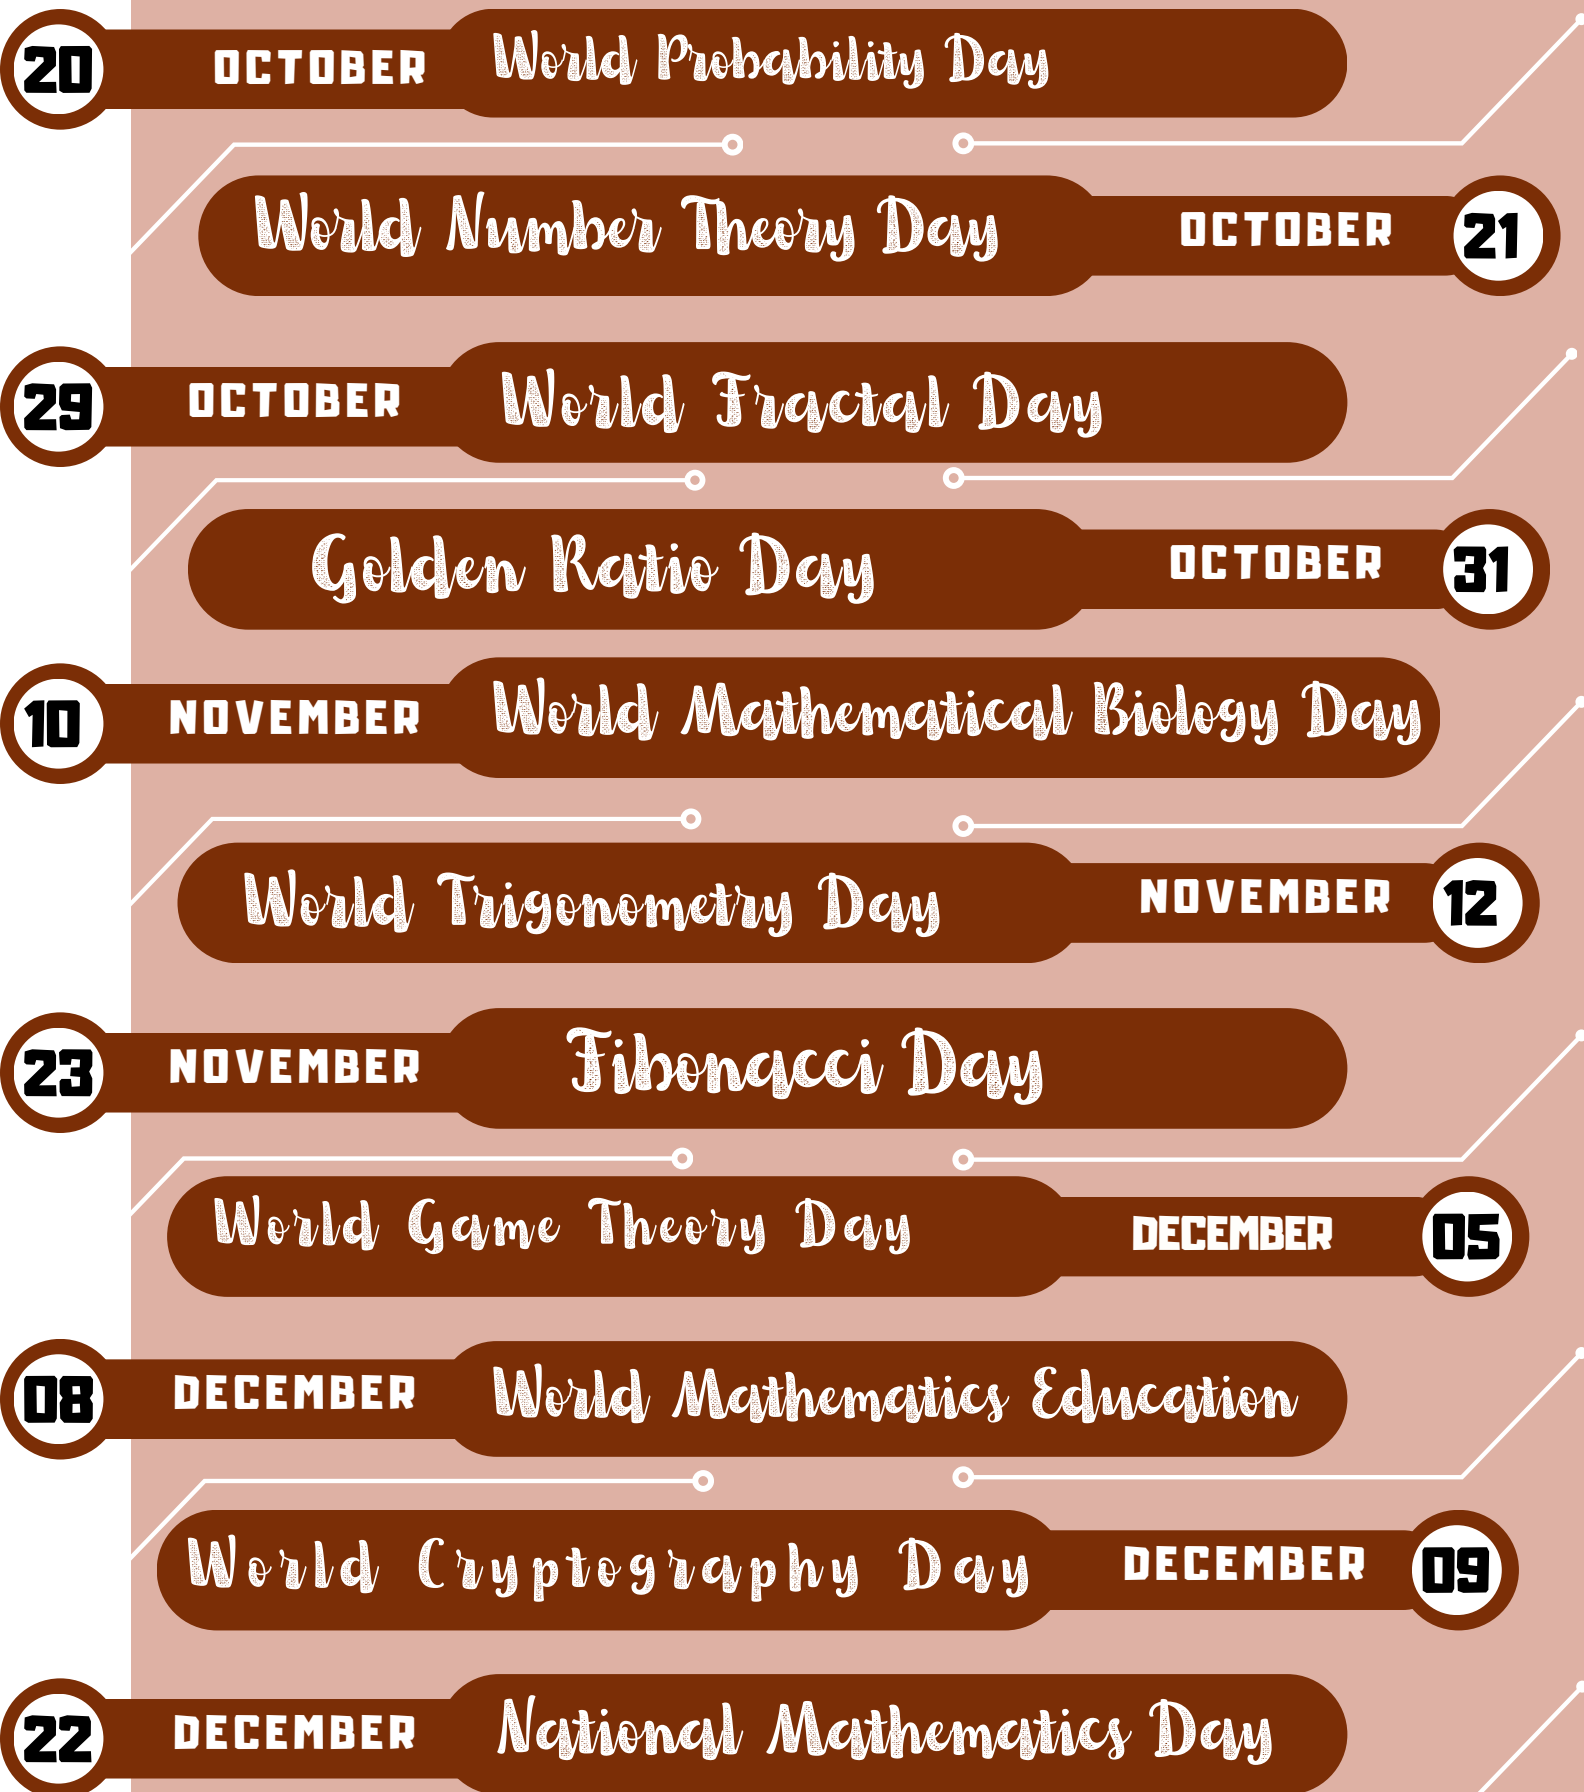 20 OCTOBER World Probability Day
World Number Theory Day OCTOBER 21
29 OCTOBER World Fractal Day
Golden Ratio Day OCTOBER 31
10 NOVEMBER World Mathematical Biology Day
World Trigonometry Day NOVEMBER 12
23 NOVEMBER Fibonacci Day
World Game Theory Day DECEMBER 05
08 DECEMBER World Mathematics Education
World Cryptography Day DECEMBER 09
22 DECEMBER National Mathematics Day